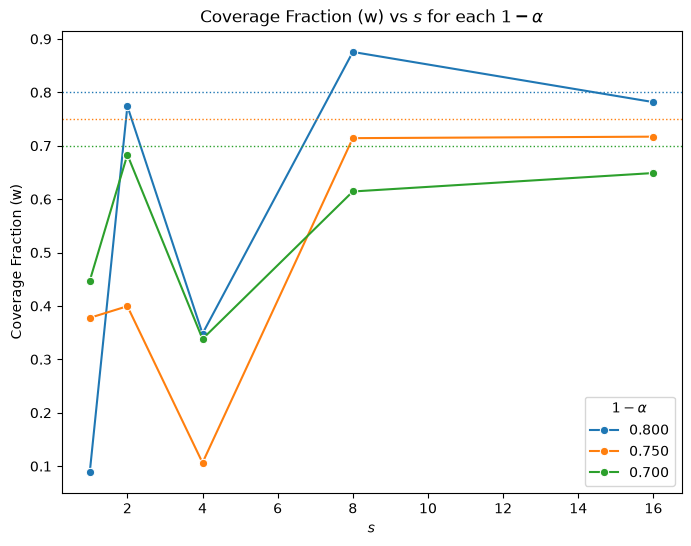 Coverage Fraction (w) vs s for each 1 − α
0.9
0.8
0.7
0.6
0.5
0.4
0.3
0.2
0.1
Coverage Fraction (w)
2 4 6 8 10 12 14 16
s
1 − α
0.800
0.750
0.700